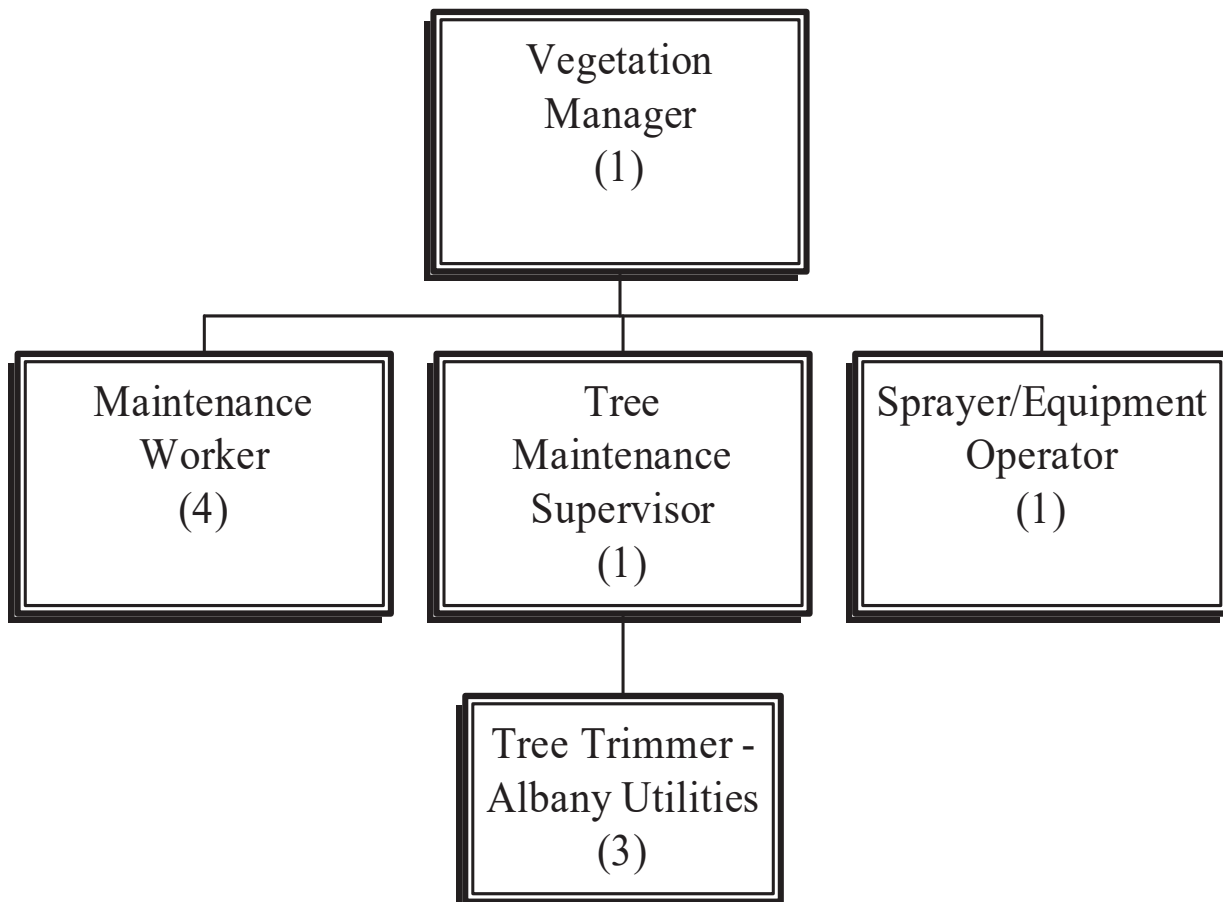 Vegetation
Manager
(1)
Maintenance
Worker
(4)
Tree
Maintenance
Supervisor
(1)
Sprayer/Equipment
Operator
(1)
Tree Trimmer -
Albany Utilities
(3)